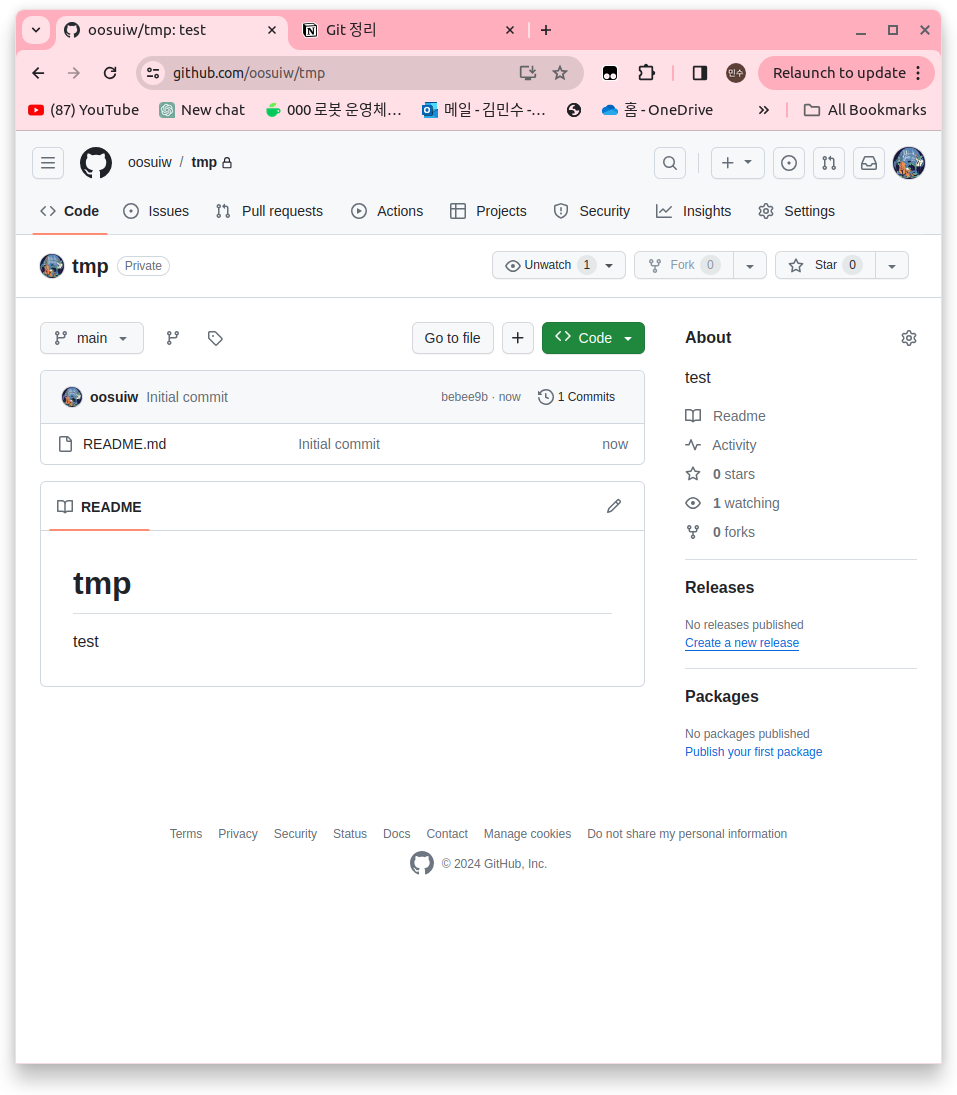 oosuiw/tmp: test
Git 정리
github.com/oosuiw/tmp
민수
Relaunch to update
(87) YouTube
New chat
000 로봇 운영체...
메일 - 김민수 -...
홈 - OneDrive
All Bookmarks
oosuiw / tmp
Code
Issues
Pull requests
Actions
Projects
Security
Insights
Settings
tmp
Private
Unwatch 1
Fork 0
Star 0
main
Go to file
Code
oosuiw Initial commit
bebee9b · now
1 Commits
README.md
Initial commit
now
README
tmp
test
About
test
Readme
Activity
0 stars
1 watching
0 forks
Releases
No releases published
Create a new release
Packages
No packages published
Publish your first package
Terms Privacy Security Status Docs Contact Manage cookies Do not share my personal information
© 2024 GitHub, Inc.